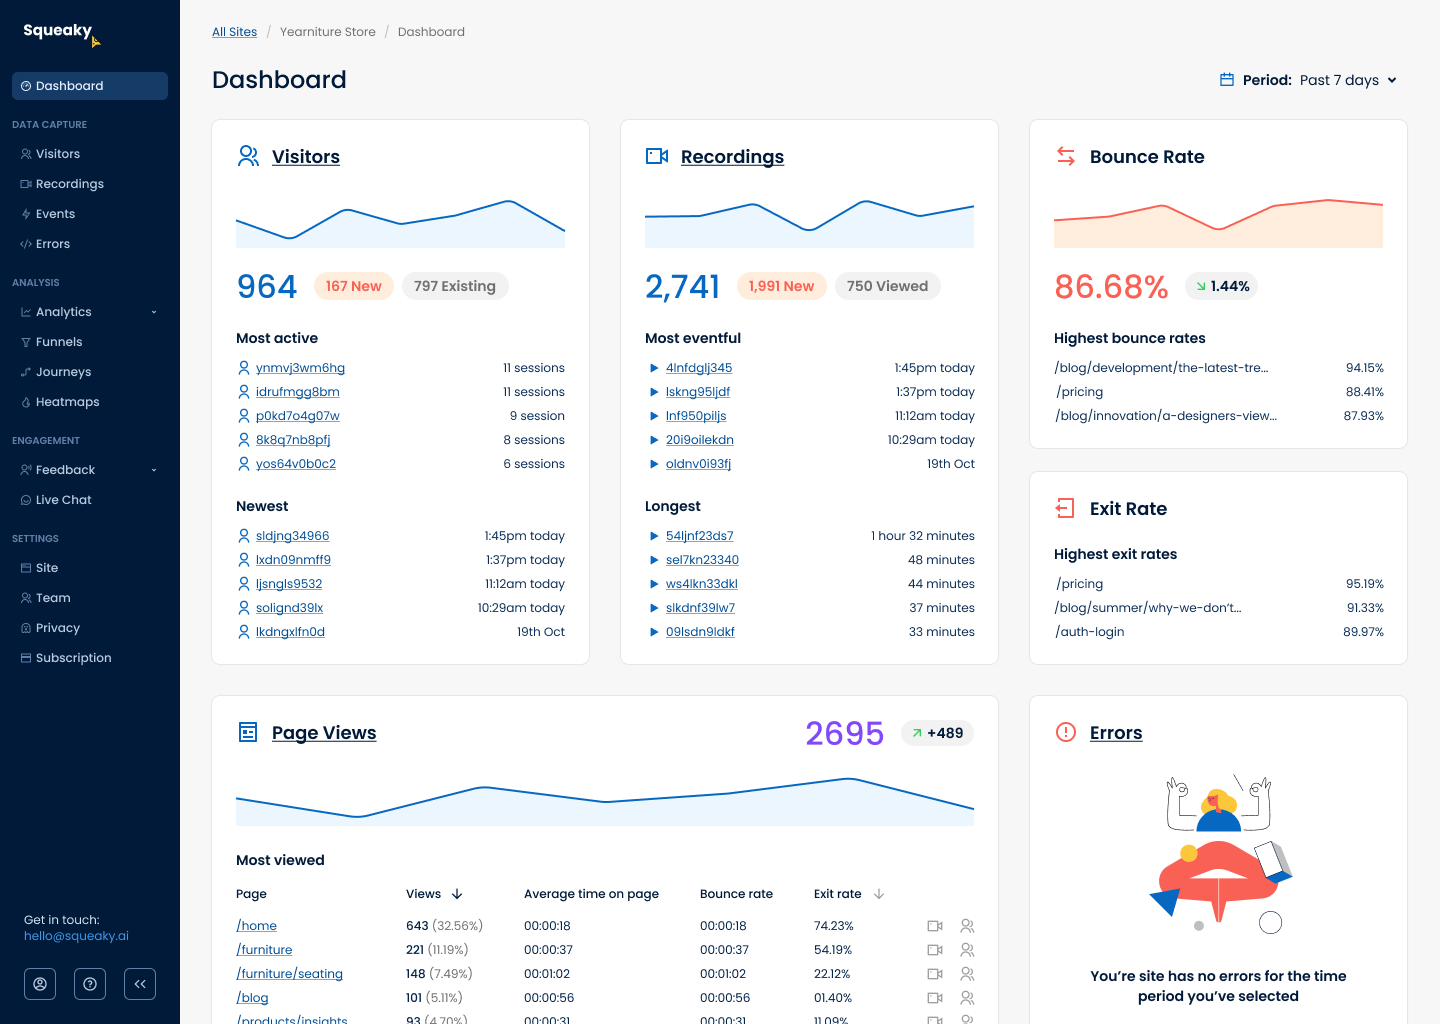 Squeaky
Dashboard
DATA CAPTURE
Visitors
Recordings
Events
Errors
ANALYSIS
Analytics
Funnels
Journeys
Heatmaps
ENGAGEMENT
Feedback
Live Chat
SETTINGS
Site
Team
Privacy
Subscription
Get in touch:
hello@squeaky.ai
All Sites / Yearniture Store / Dashboard
Dashboard
Period: Past 7 days
Visitors
964 167 New 797 Existing
Most active
ynmvj3wm6hg 11 sessions
idrufmgg8bm 11 sessions
p0kd7o4g07w 9 session
8k8q7nb8pfj 8 sessions
yos64v0b0c2 6 sessions
Newest
sldjng34966 1:45pm today
lxdn09nmff9 1:37pm today
ljsngls9532 11:12am today
solignd39lx 10:29am today
lkdngxlfn0d 19th Oct
Recordings
2,741 1,991 New 750 Viewed
Most eventful
4lnfdglj345 1:45pm today
lskng95ljdf 1:37pm today
lnf950piljs 11:12am today
20i9oilekdn 10:29am today
oldnv0i93fj 19th Oct
Longest
54ljnf23ds7 1 hour 32 minutes
sel7kn23340 48 minutes
ws4lkn33dkl 44 minutes
slkdnf39lw7 37 minutes
09lsdn9ldkf 33 minutes
Bounce Rate
86.68% 1.44%
Highest bounce rates
/blog/development/the-latest-tre... 94.15%
/pricing 88.41%
/blog/innovation/a-designers-view... 87.93%
Exit Rate
Highest exit rates
/pricing 95.19%
/blog/summer/why-we-don't... 91.33%
/auth-login 89.97%
Page Views 2695 +489
Most viewed
Page Views Average time on page Bounce rate Exit rate
/home 643 (32.56%) 00:00:18 00:00:18 74.23%
/furniture 221 (11.19%) 00:00:37 00:00:37 54.19%
/furniture/seating 148 (7.49%) 00:01:02 00:01:02 22.12%
/blog 101 (5.11%) 00:00:56 00:00:56 01.40%
/products/insights 93 (4.70%) 00:00:31 00:00:31 11.09%
Errors
You're site has no errors for the time
period you've selected